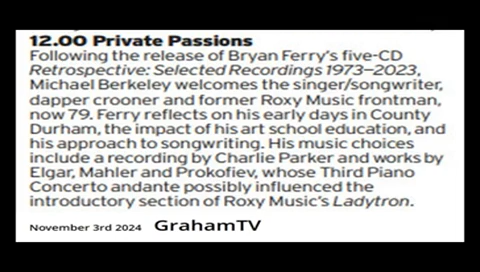 12.00 Private Passions
Following the release of Bryan Ferry's five-CD
Retrospective: Selected Recordings 1973–2023,
Michael Berkeley welcomes the singer/songwriter,
dapper crooner and former Roxy Music frontman,
now 79. Ferry reflects on his early days in County
Durham, the impact of his art school education, and
his approach to songwriting. His music choices
include a recording by Charlie Parker and works by
Elgar, Mahler and Prokofiev, whose Third Piano
Concerto andante possibly influenced the
introductory section of Roxy Music's Ladytron.
November 3rd 2024 GrahamTV